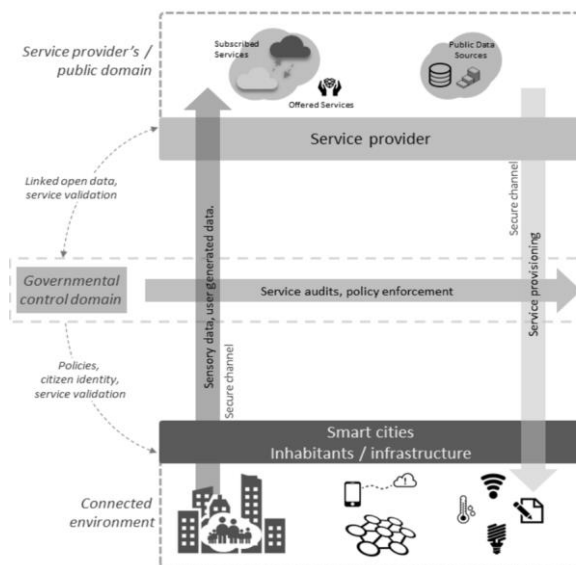 Service provider's /
public domain
Subscribed
Services
Offered Services
Public Data
Sources
Service provider
Linked open data,
service validation
Secure channel
Governmental
control domain
Service audits, policy enforcement
Sensory data, user generated data.
Service provisioning
Policies,
citizen identity,
service validation
Secure channel
Smart cities
Inhabitants / infrastructure
Connected
environment